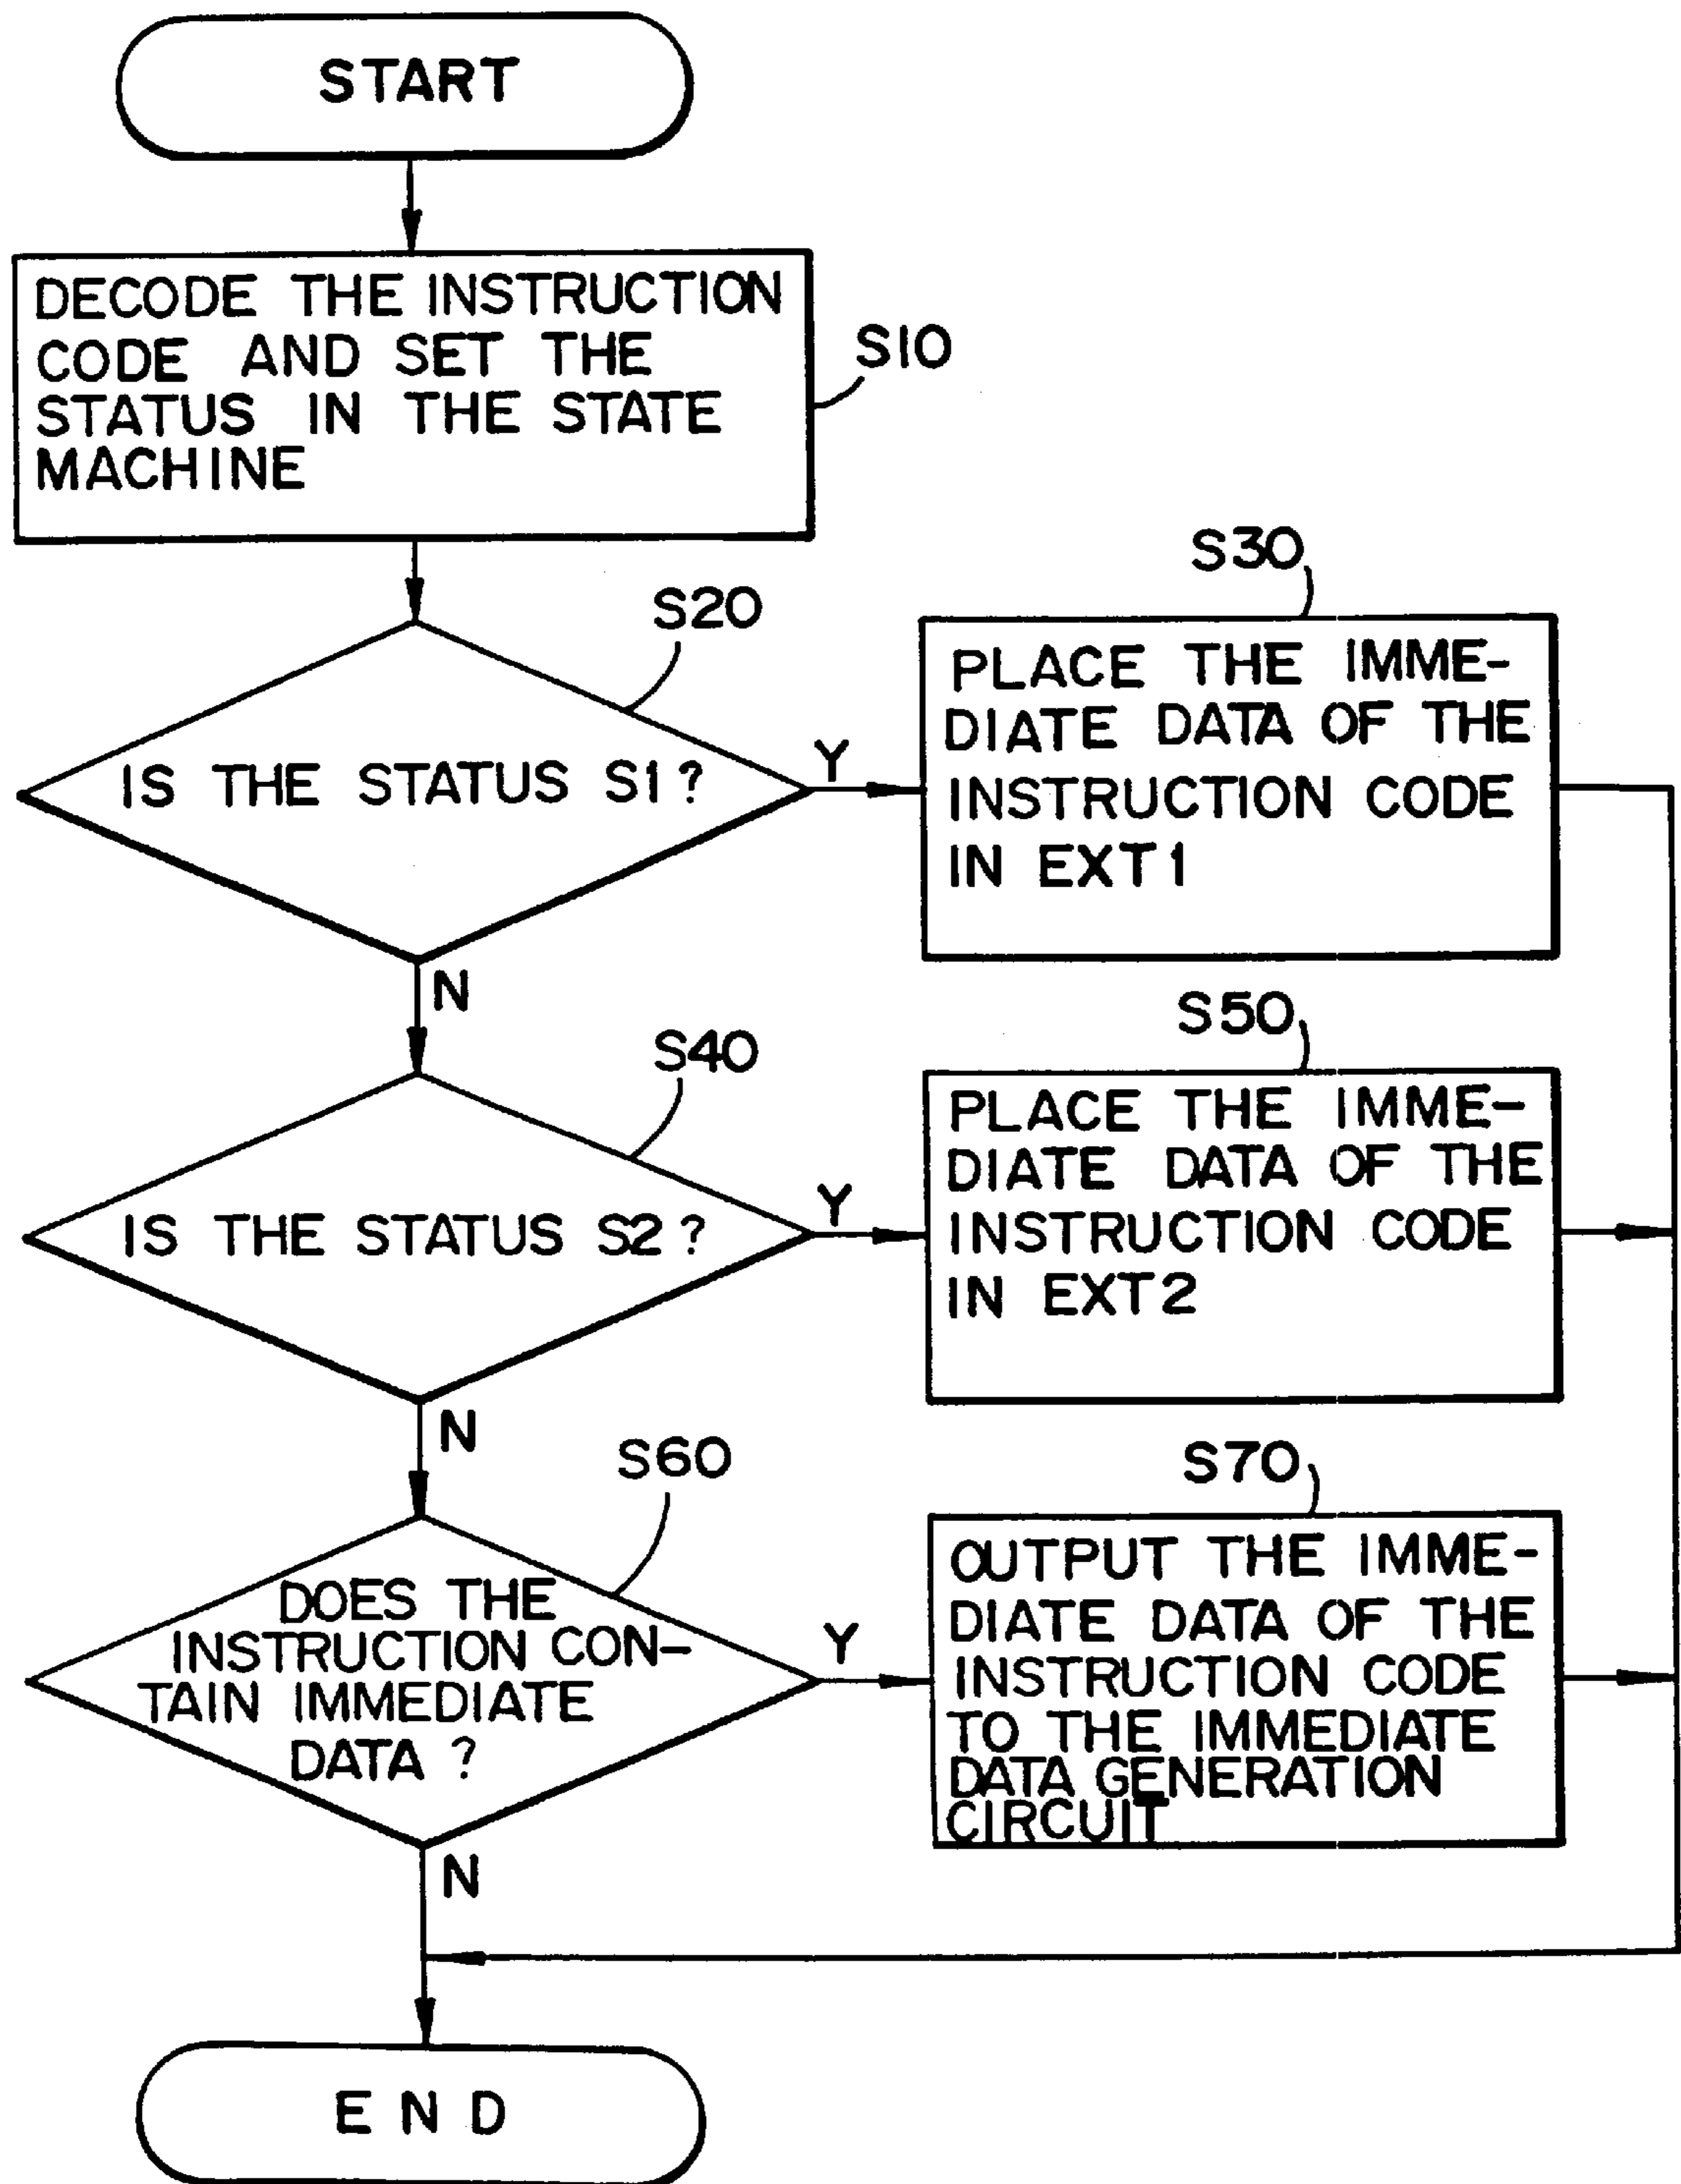 START
DECODE THE INSTRUCTION
CODE AND SET THE
STATUS IN THE STATE
MACHINE
S10
S20
IS THE STATUS S1?
Y
N
S30
PLACE THE IMME-
DIATE DATA OF THE
INSTRUCTION CODE
IN EXT1
S40
IS THE STATUS S2?
Y
N
S50
PLACE THE IMME-
DIATE DATA OF THE
INSTRUCTION CODE
IN EXT2
S60
DOES THE
INSTRUCTION CON-
TAIN IMMEDIATE
DATA ?
Y
N
S70
OUTPUT THE IMME-
DIATE DATA OF THE
INSTRUCTION CODE
TO THE IMMEDIATE
DATA GENERATION
CIRCUIT
END